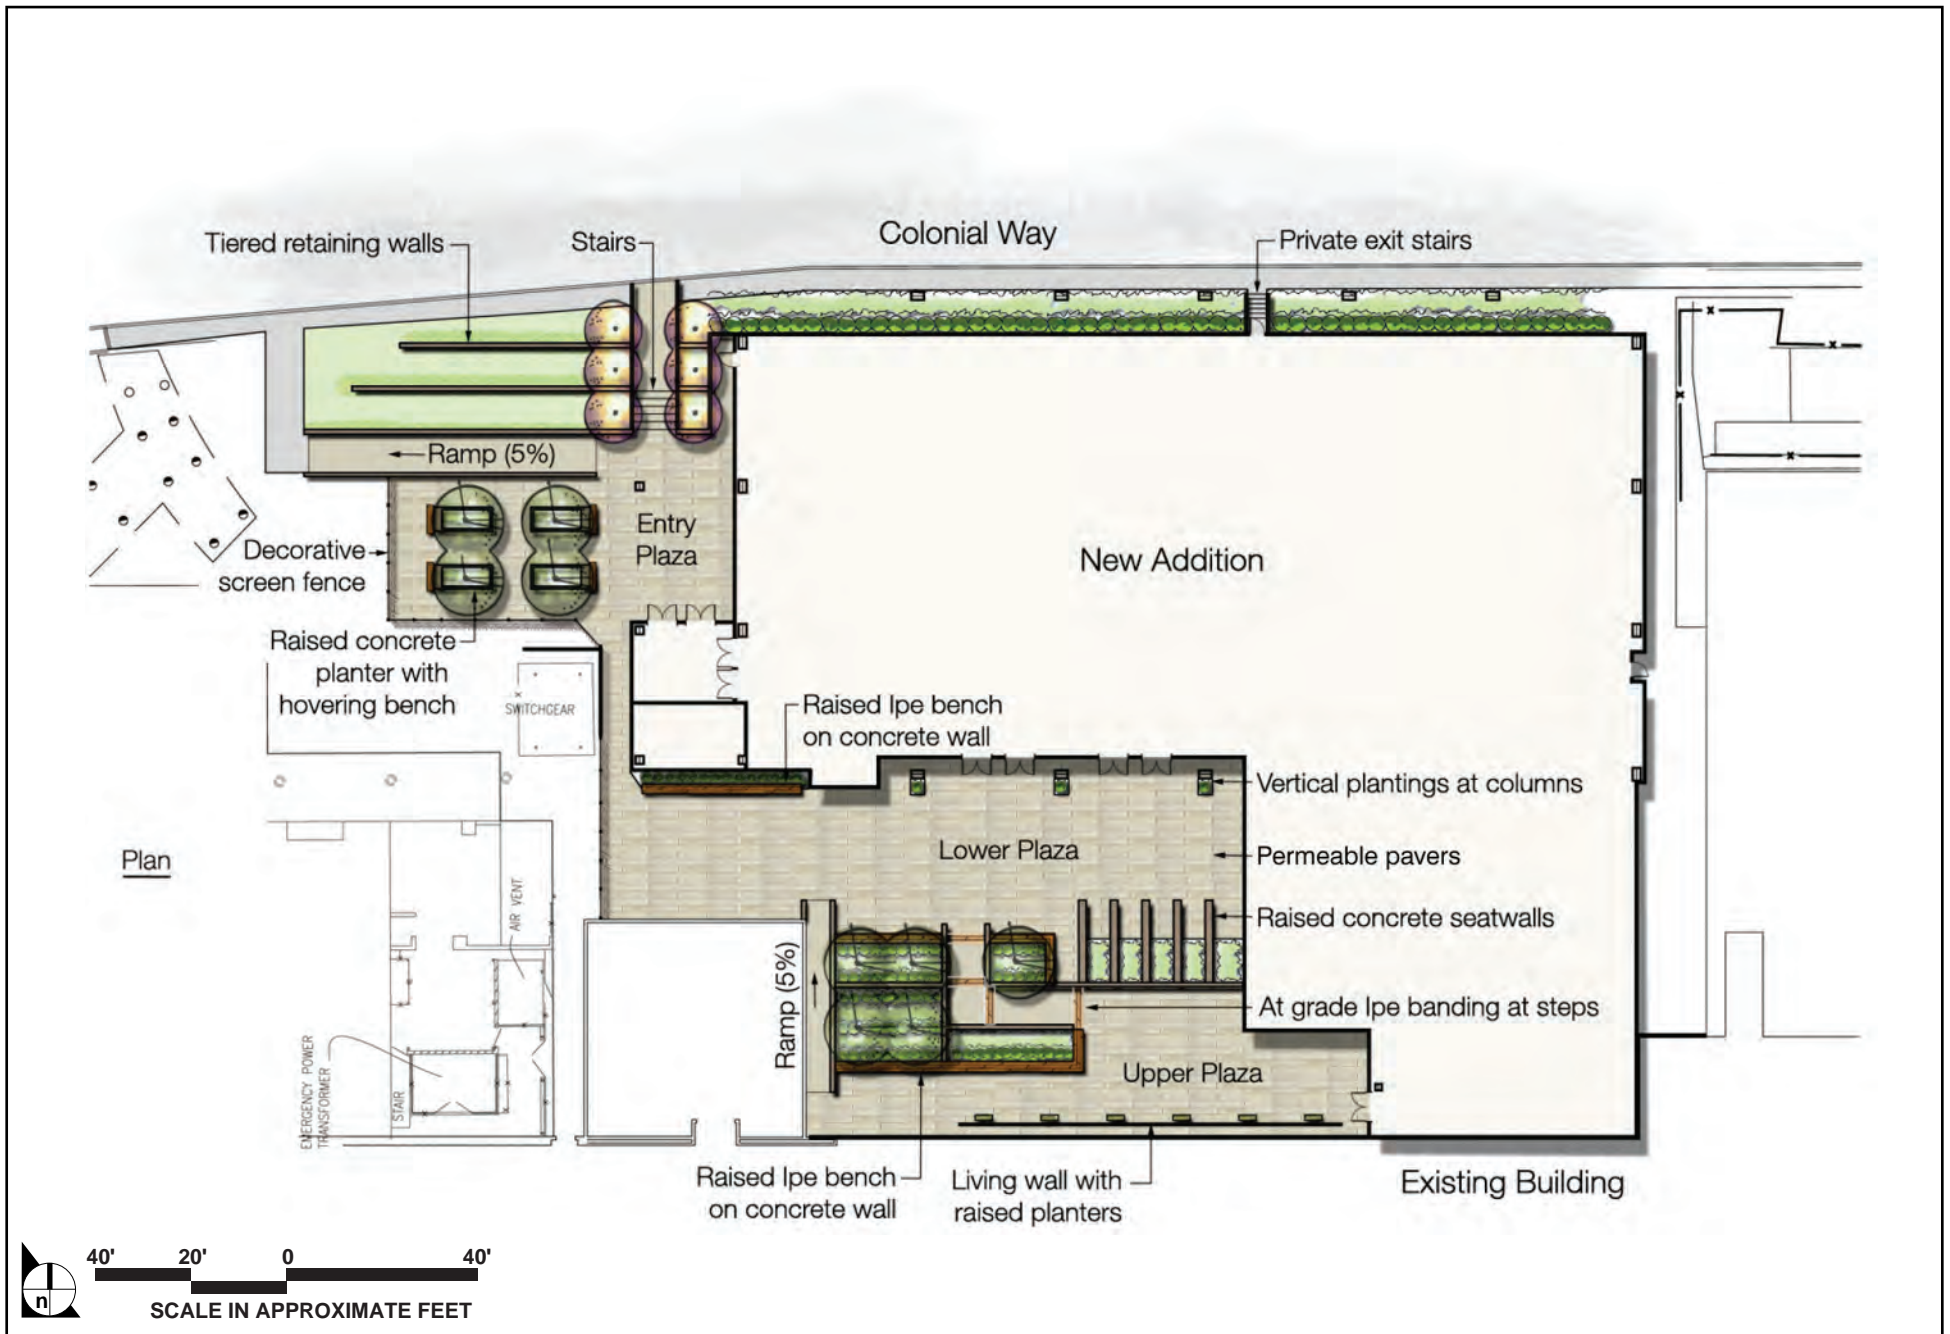 Colonial Way
Tiered retaining walls
Stairs
Private exit stairs
Ramp (5%)
Entry
Plaza
New Addition
Decorative
screen fence
Raised concrete
planter with
hovering bench
SWITCHGEAR
Raised Ipe bench
on concrete wall
Vertical plantings at columns
Lower Plaza
Permeable pavers
Plan
AIR VENT
Raised concrete seatwalls
Ramp (5%)
At grade Ipe banding at steps
EMERGENCY POWER
TRANSFORMER
STAIR
Upper Plaza
Raised Ipe bench
on concrete wall
Living wall with
raised planters
Existing Building
n
40' 20' 0 40'
SCALE IN APPROXIMATE FEET